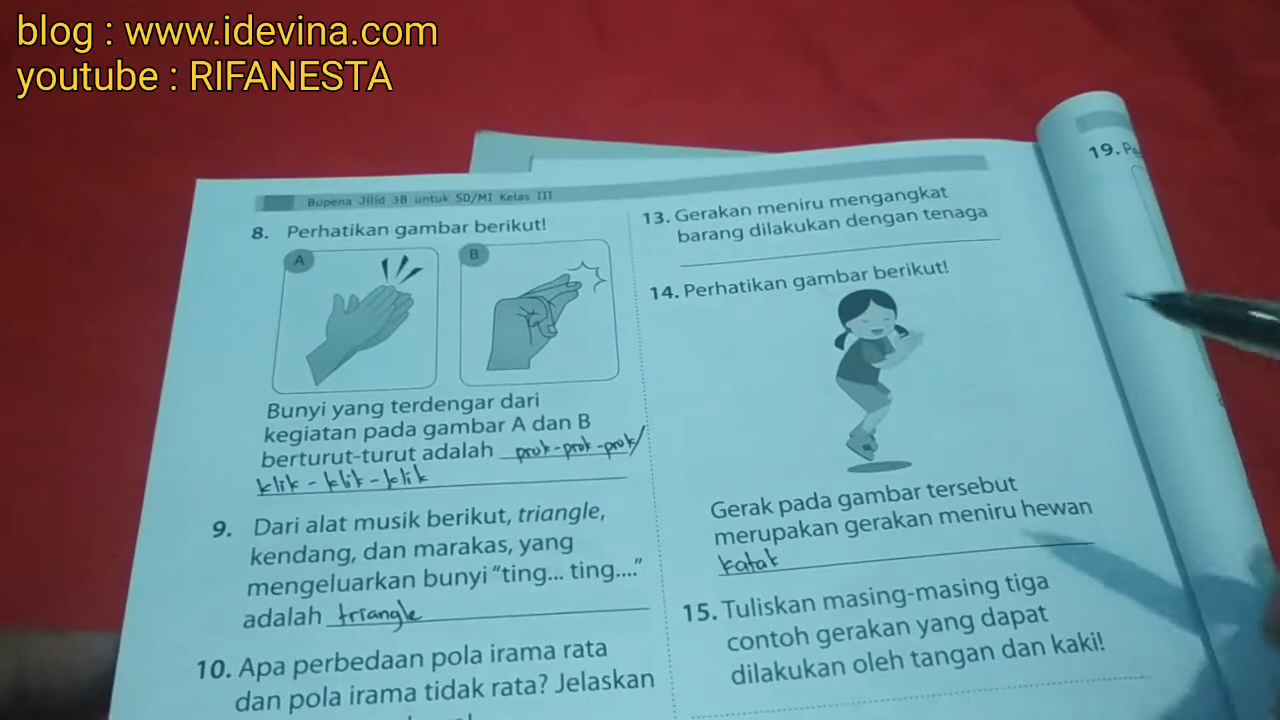 blog : www.idevina.com
youtube : RIFANESTA
Bupena Jilid 3B untuk SD/MI Kelas III
8. Perhatikan gambar berikut!
A
B
Bunyi yang terdengar dari
kegiatan pada gambar A dan B
berturut-turut adalah prok-prok-prok/
klik - klik - klik
9. Dari alat musik berikut, triangle,
kendang, dan marakas, yang
mengeluarkan bunyi “ting... ting....”
adalah triangle
10. Apa perbedaan pola irama rata
dan pola irama tidak rata? Jelaskan
13. Gerakan meniru mengangkat
barang dilakukan dengan tenaga
14. Perhatikan gambar berikut!
Gerak pada gambar tersebut
merupakan gerakan meniru hewan
katak
15. Tuliskan masing-masing tiga
contoh gerakan yang dapat
dilakukan oleh tangan dan kaki!
19.